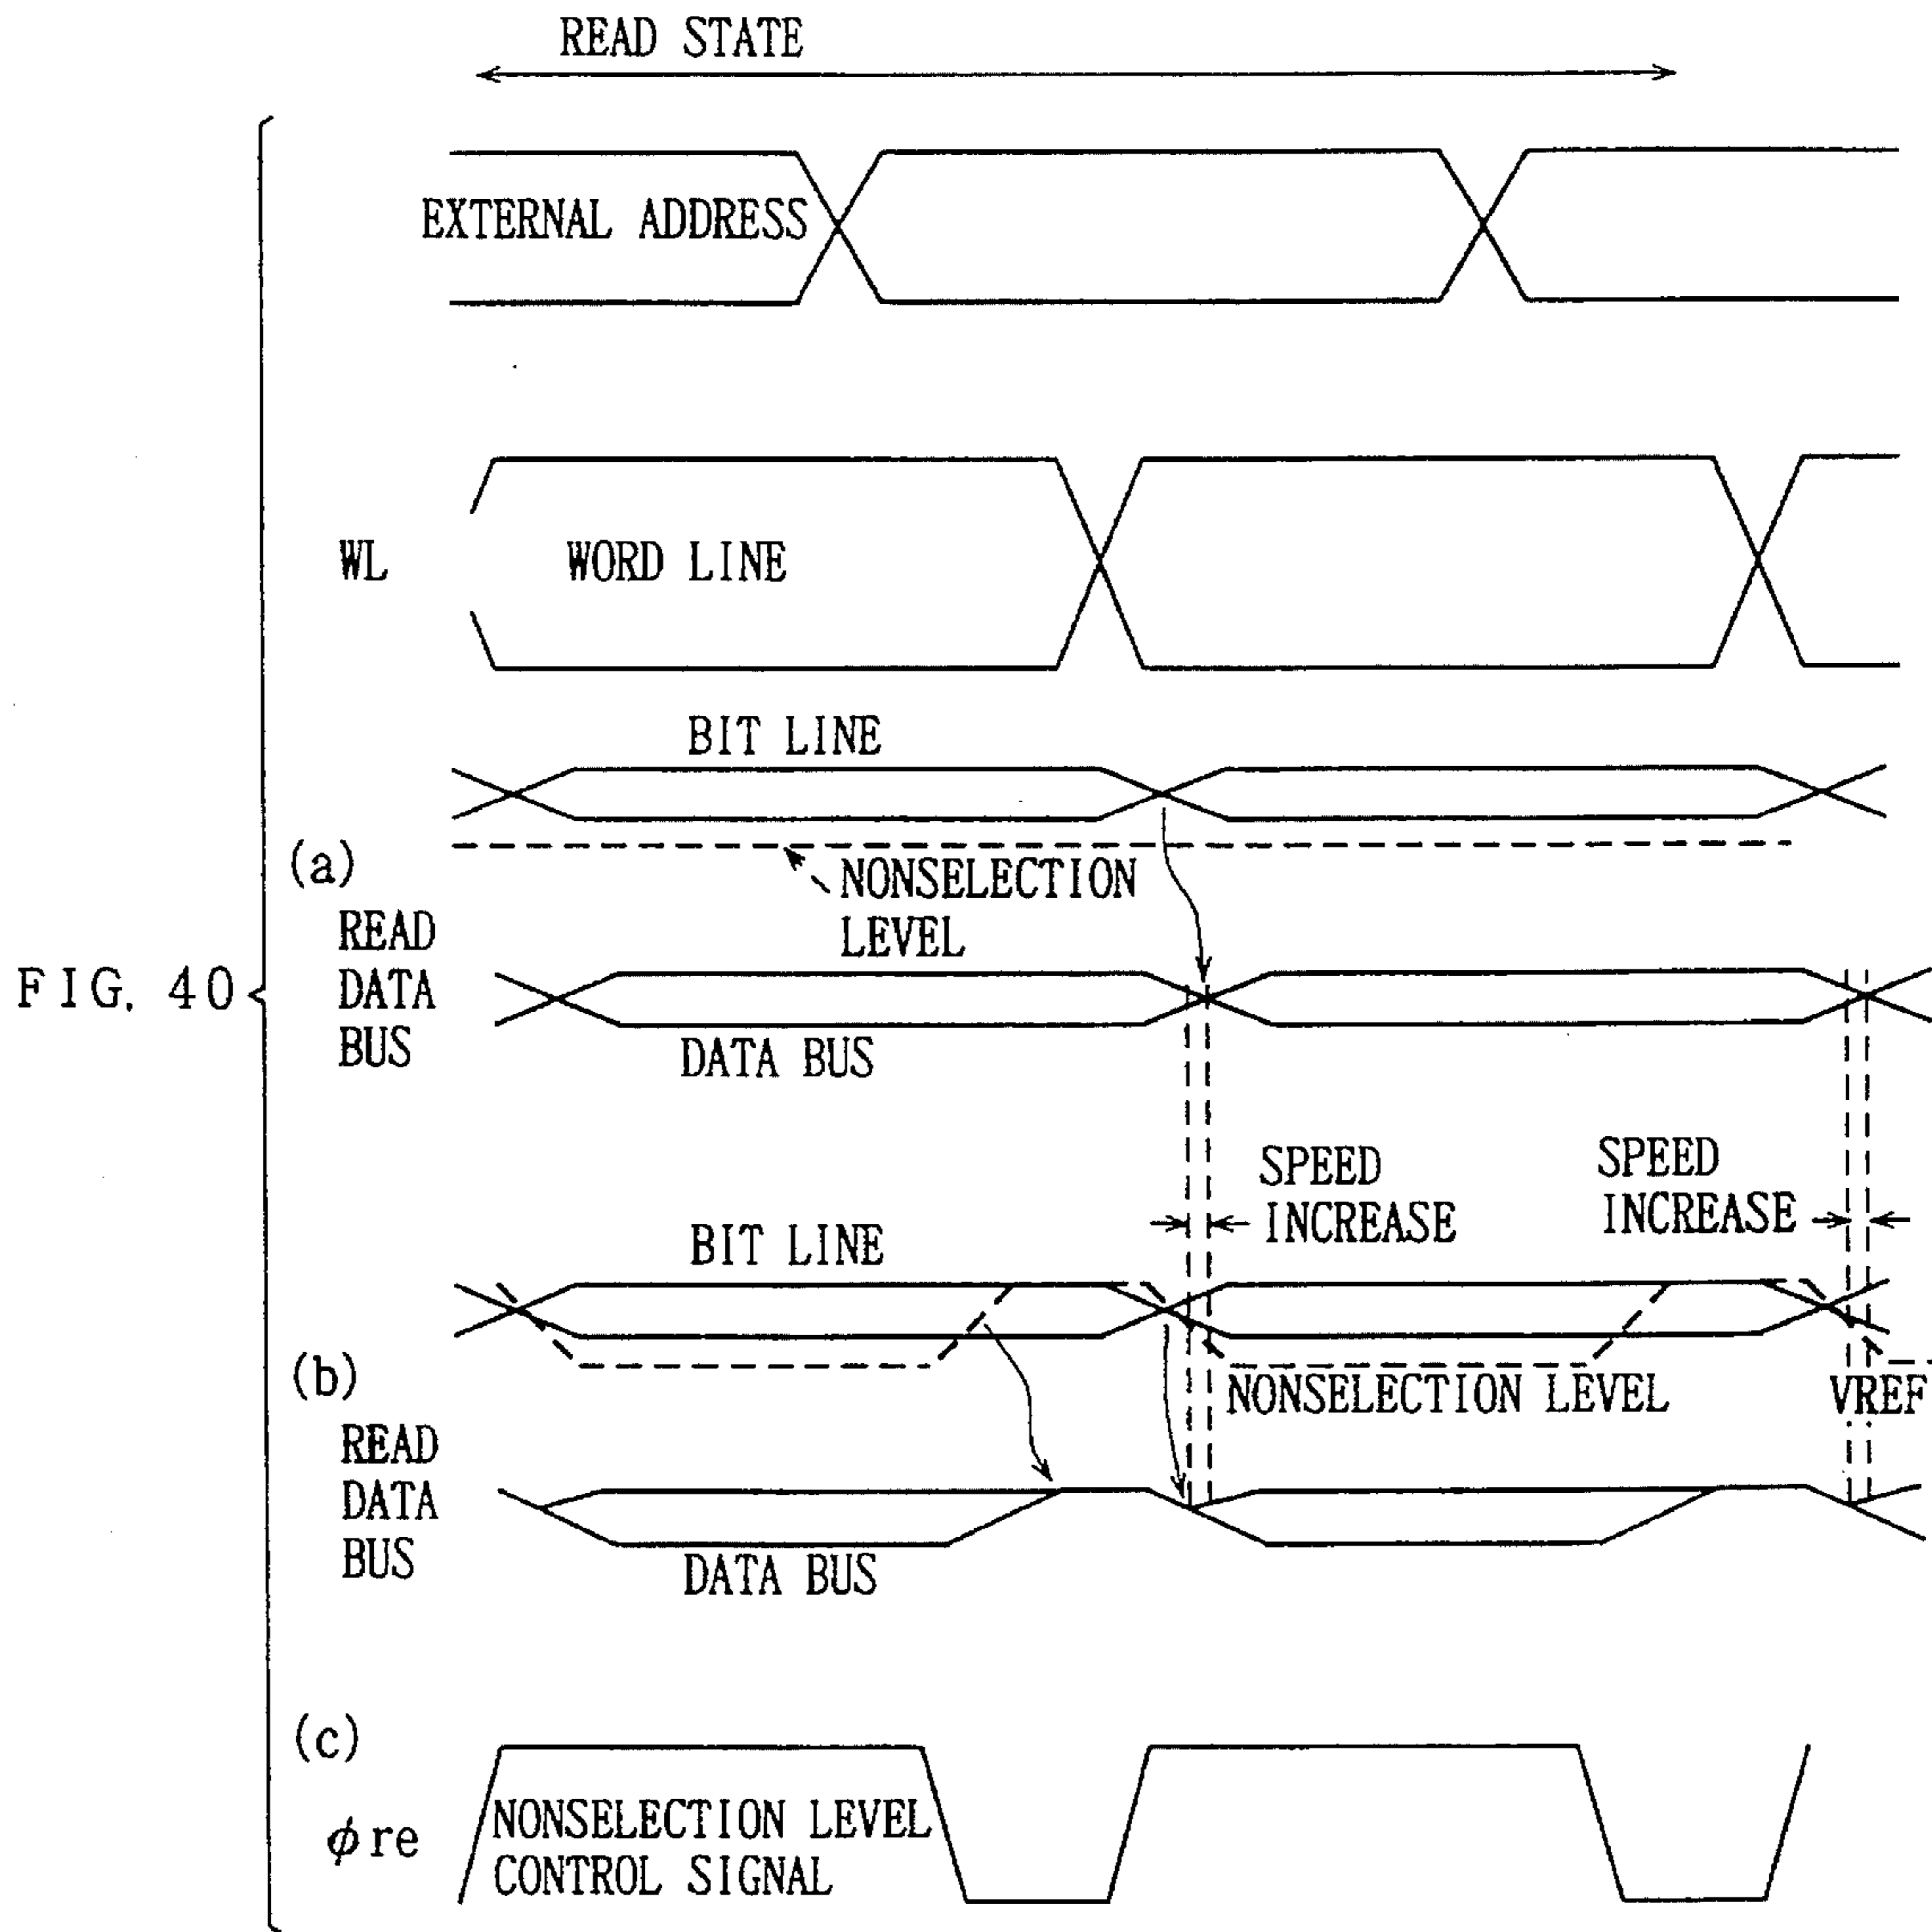 READ STATE
EXTERNAL ADDRESS
WL
WORD LINE
BIT LINE
(a)
NONSELECTION
LEVEL
READ
DATA
BUS
DATA BUS
FIG. 40
SPEED
INCREASE
SPEED
INCREASE
BIT LINE
(b)
NONSELECTION LEVEL
VREF
READ
DATA
BUS
DATA BUS
(c)
φre
NONSELECTION LEVEL
CONTROL SIGNAL